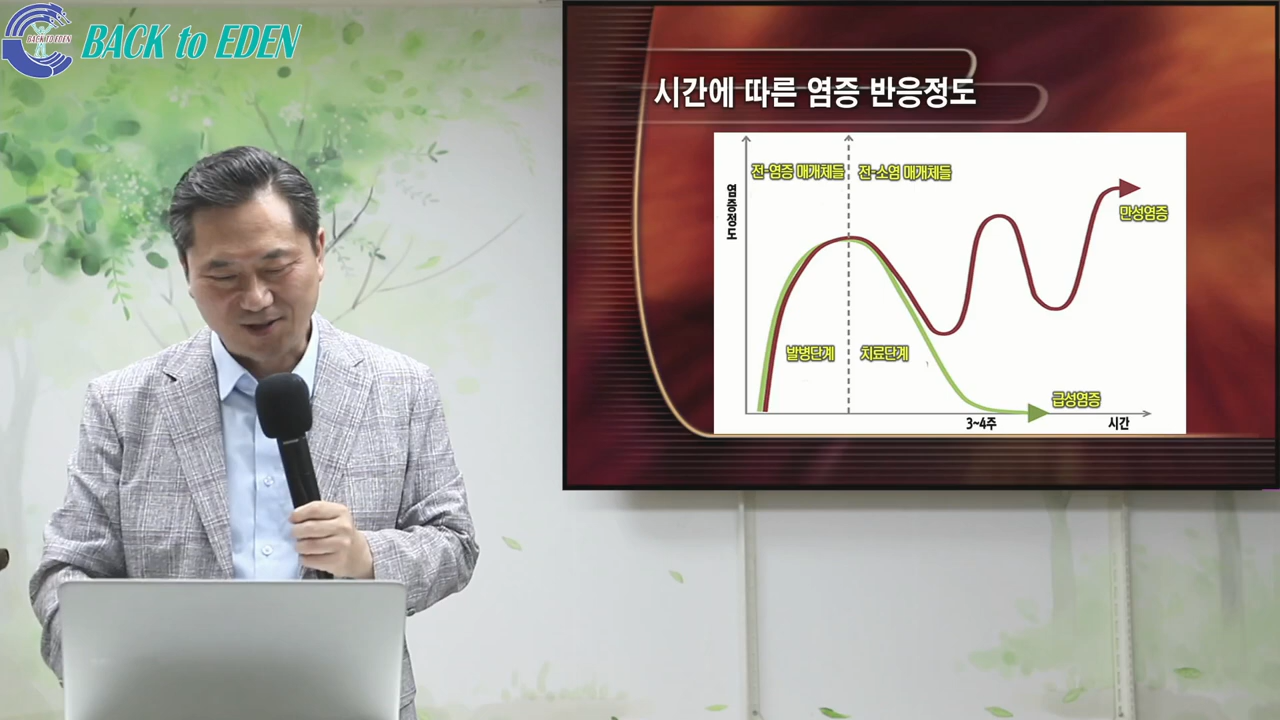 BACK TO EDEN
BACK to EDEN
시간에 따른 염증 반응정도
전-염증 매개체들
전-소염 매개체들
염증정도
만성염증
발병단계
치료단계
급성염증
3~4주
시간